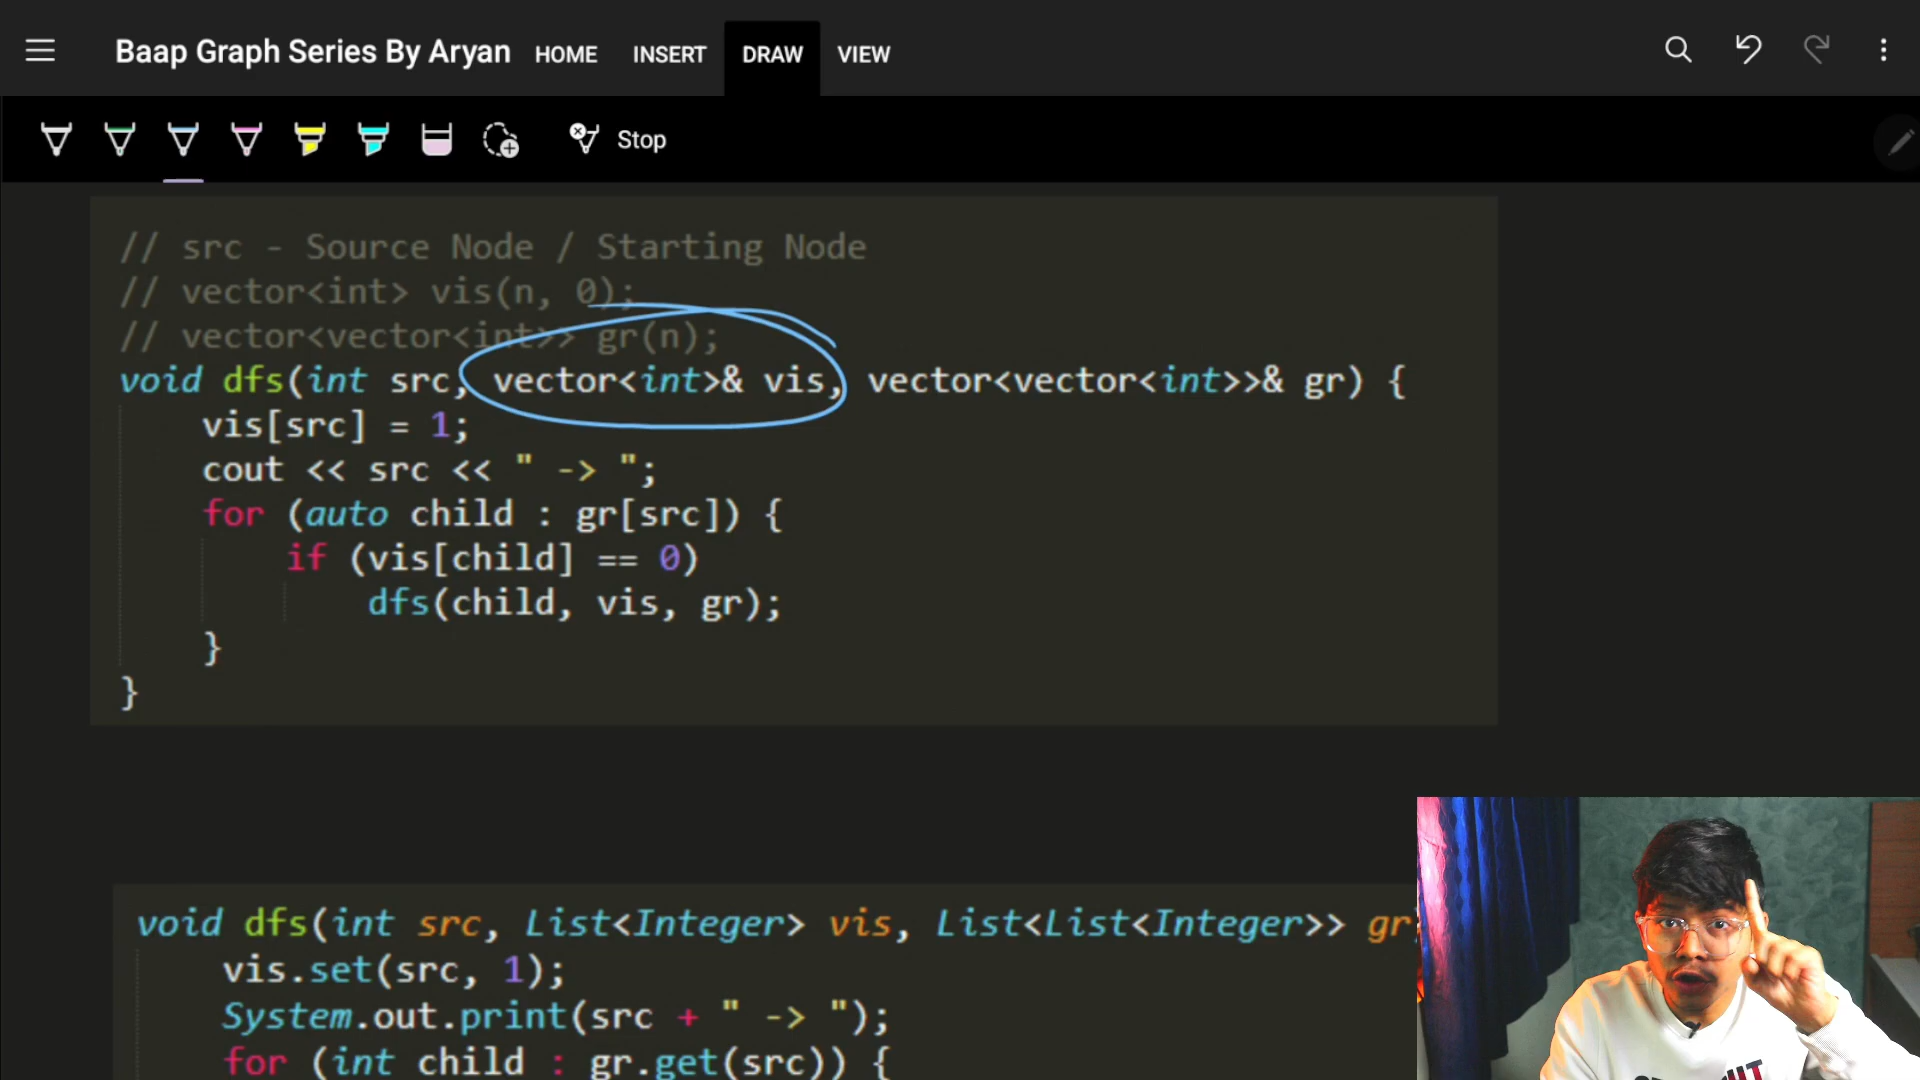 Baap Graph Series By Aryan HOME INSERT DRAW VIEW
Stop
// src - Source Node / Starting Node
// vector<int> vis(n, 0);
// vector<vector<int>> gr(n);
void dfs(int src, vector<int>& vis, vector<vector<int>>& gr) {
vis[src] = 1;
cout << src << " -> ";
for (auto child : gr[src]) {
if (vis[child] == 0)
dfs(child, vis, gr);
}
}
void dfs(int src, List<Integer> vis, List<List<Integer>> gr
vis.set(src, 1);
System.out.print(src + " -> ");
for (int child : gr.get(src)) {